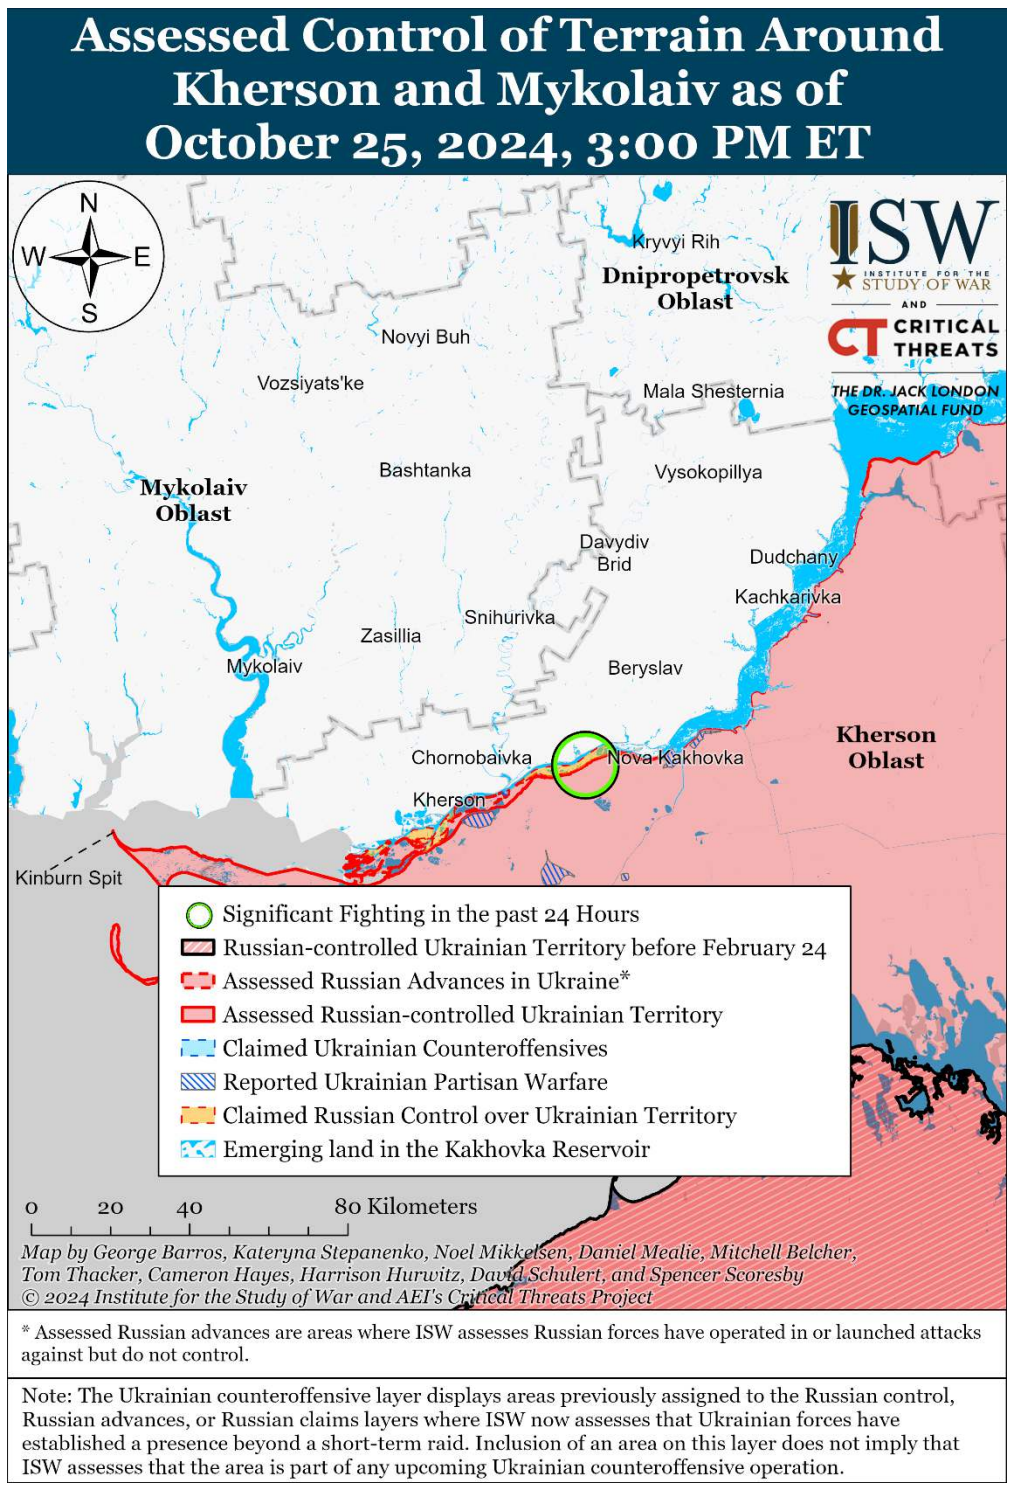 Assessed Control of Terrain Around
Kherson and Mykolaiv as of
October 25, 2024, 3:00 PM ET
N
W
E
S
ISW
INSTITUTE FOR THE
STUDY OF WAR
AND
CT CRITICAL
THREATS
THE DR. JACK LONDON
GEOSPATIAL FUND
Kryvyi Rih
Dnipropetrovsk
Oblast
Novyi Buh
Vozsiyats'ke
Mala Shesternia
Bashtanka
Vysokopillya
Mykolaiv
Oblast
Davydiv
Brid
Dudchany
Kachkarivka
Snihurivka
Zasillia
Mykolaiv
Beryslav
Kherson
Oblast
Chornobaivka
Nova Kakhovka
Kherson
Kinburn Spit
Significant Fighting in the past 24 Hours
Russian-controlled Ukrainian Territory before February 24
Assessed Russian Advances in Ukraine*
Assessed Russian-controlled Ukrainian Territory
Claimed Ukrainian Counteroffensives
Reported Ukrainian Partisan Warfare
Claimed Russian Control over Ukrainian Territory
Emerging land in the Kakhovka Reservoir
0 20 40 80 Kilometers
Map by George Barros, Kateryna Stepanenko, Noel Mikkelsen, Daniel Mealie, Mitchell Belcher,
Tom Thacker, Cameron Hayes, Harrison Hurwitz, David Schulert, and Spencer Scoresby
© 2024 Institute for the Study of War and AEI's Critical Threats Project
* Assessed Russian advances are areas where ISW assesses Russian forces have operated in or launched attacks
against but do not control.
Note: The Ukrainian counteroffensive layer displays areas previously assigned to the Russian control,
Russian advances, or Russian claims layers where ISW now assesses that Ukrainian forces have
established a presence beyond a short-term raid. Inclusion of an area on this layer does not imply that
ISW assesses that the area is part of any upcoming Ukrainian counteroffensive operation.